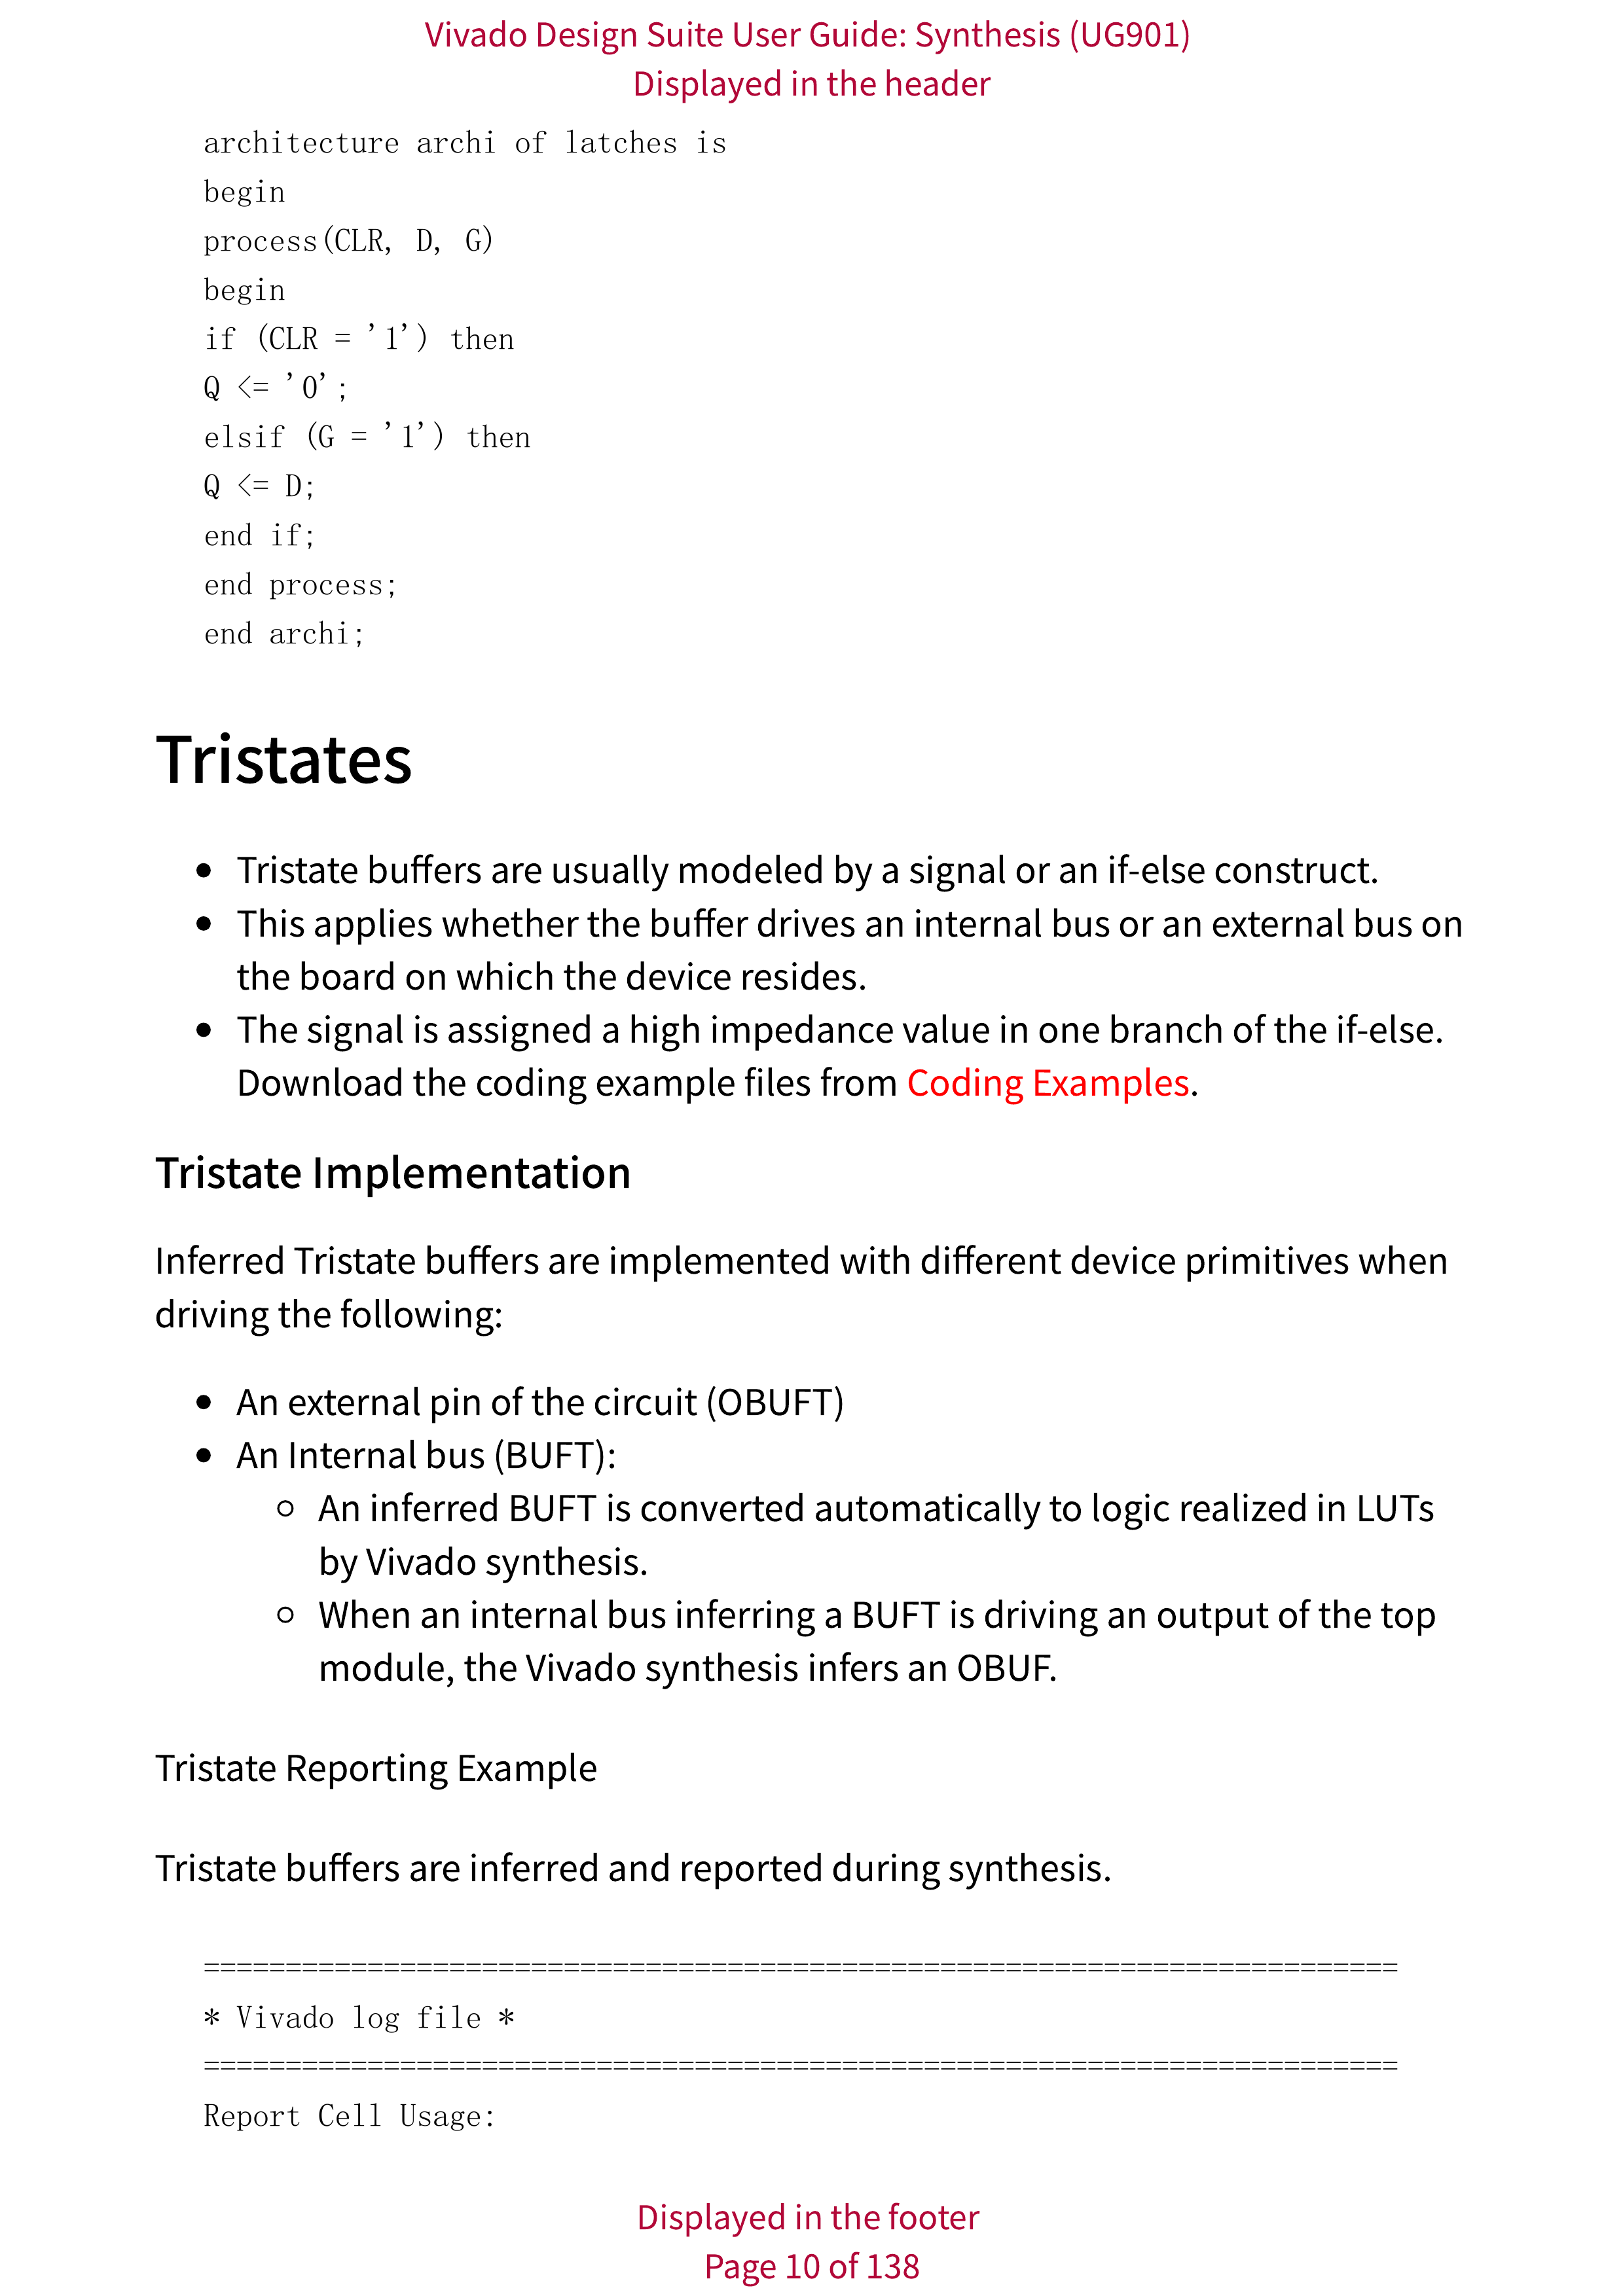 Vivado Design Suite User Guide: Synthesis (UG901)
Displayed in the header
architecture archi of latches is
begin
process(CLR, D, G)
begin
if (CLR = '1') then
Q <= '0';
elsif (G = '1') then
Q <= D;
end if;
end process;
end archi;
Tristates
• Tristate buffers are usually modeled by a signal or an if-else construct.
• This applies whether the buffer drives an internal bus or an external bus on
the board on which the device resides.
• The signal is assigned a high impedance value in one branch of the if-else.
Download the coding example files from Coding Examples.
Tristate Implementation
Inferred Tristate buffers are implemented with different device primitives when
driving the following:
• An external pin of the circuit (OBUFT)
• An Internal bus (BUFT):
◦ An inferred BUFT is converted automatically to logic realized in LUTs
by Vivado synthesis.
◦ When an internal bus inferring a BUFT is driving an output of the top
module, the Vivado synthesis infers an OBUF.
Tristate Reporting Example
Tristate buffers are inferred and reported during synthesis.
=========================================================================
* Vivado log file *
=========================================================================
Report Cell Usage:
Displayed in the footer
Page 10 of 138